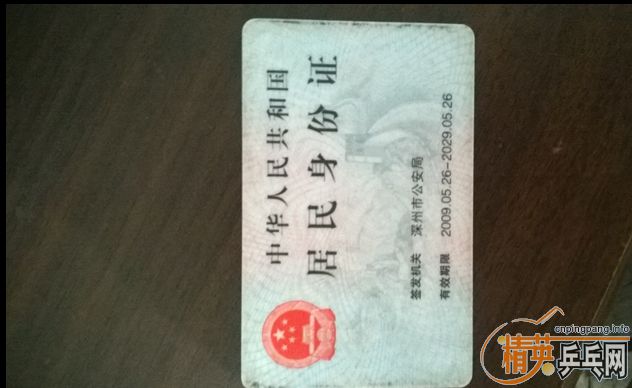 中华人民共和国
居民身份证
签发机关 深州市公安局
有效期限 2009.05.26-2029.05.26
cnpingpang.info
精英乒乓网